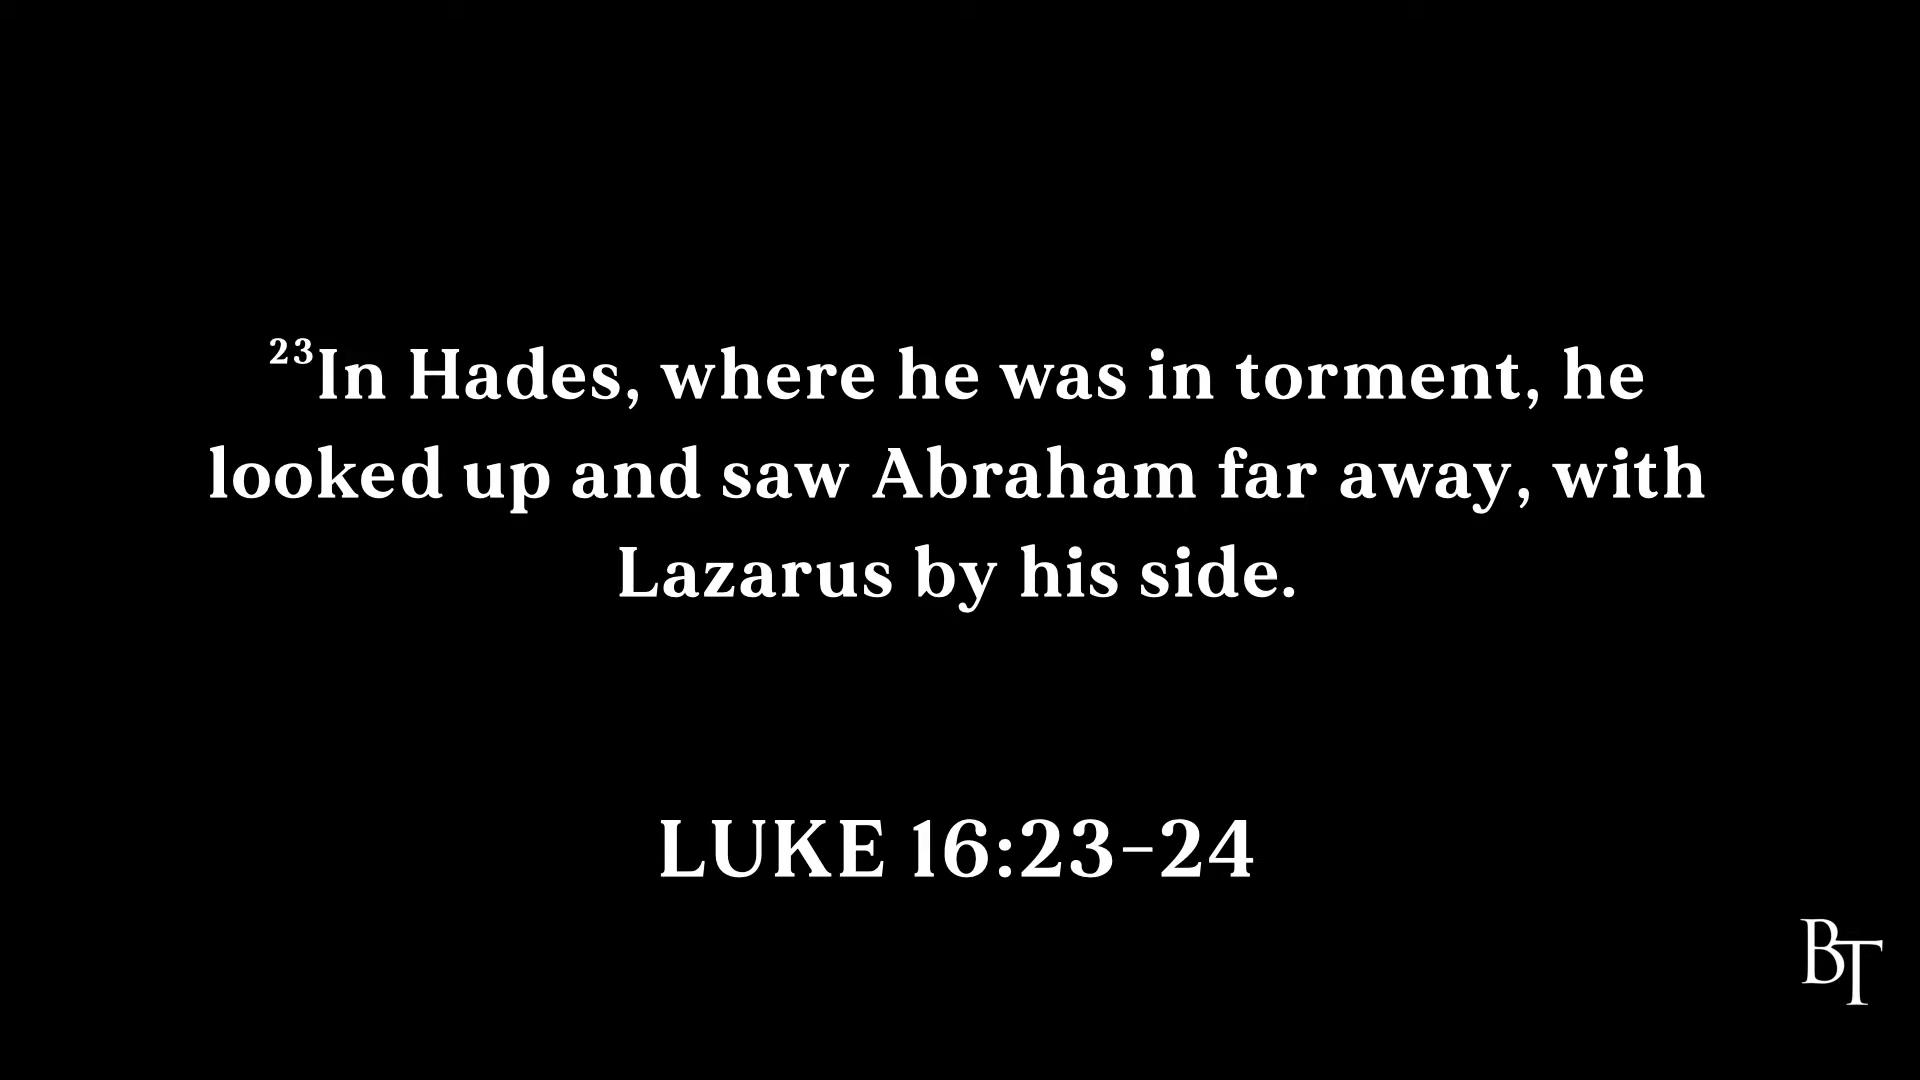 ²³In Hades, where he was in torment, he
looked up and saw Abraham far away, with
Lazarus by his side.
LUKE 16:23–24
BT